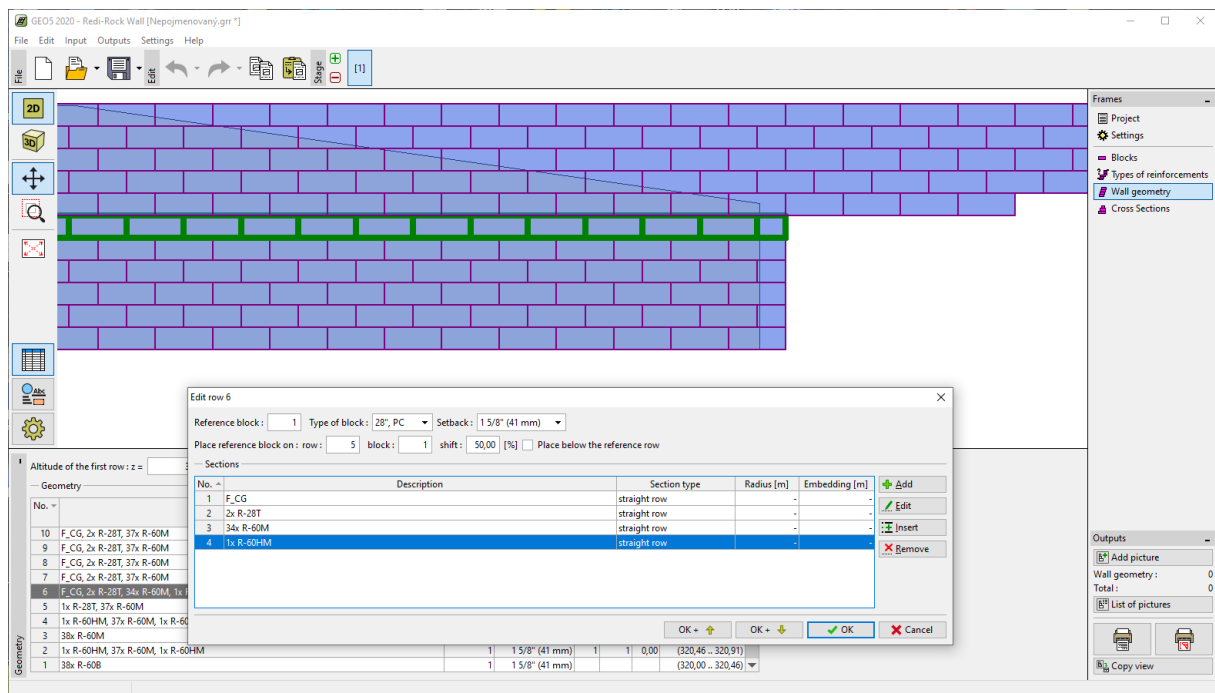 GEO5 2020 - Redi-Rock Wall [Nepojmenovaný.grr *]
File Edit Input Outputs Settings Help
File
Edit
Stage
[1]
2D
3D
Frames
Project
Settings
Blocks
Types of reinforcements
Wall geometry
Cross Sections
Edit row 6
Reference block : 1 Type of block : 28", PC Setback : 1 5/8" (41 mm)
Place reference block on : row : 5 block : 1 shift : 50,00 [%] Place below the reference row
Sections
No. Description Section type Radius [m] Embedding [m]
1 F_CG straight row - -
2 2x R-28T straight row - -
3 34x R-60M straight row - -
4 1x R-60HM straight row - -
Add
Edit
Insert
Remove
OK + OK + OK Cancel
Altitude of the first row : z =
Geometry
No.
10 F_CG, 2x R-28T, 37x R-60M
9 F_CG, 2x R-28T, 37x R-60M
8 F_CG, 2x R-28T, 37x R-60M
7 F_CG, 2x R-28T, 37x R-60M
6 F_CG, 2x R-28T, 34x R-60M, 1x
5 1x R-28T, 37x R-60M
4 1x R-60HM, 37x R-60M, 1x R-60
3 38x R-60M
2 1x R-60HM, 37x R-60M, 1x R-60HM 1 1 5/8" (41 mm) 1 1 0,00 (320,46 .. 320,91)
1 38x R-60B 1 1 5/8" (41 mm) (320,00 .. 320,46)
Geometry
Outputs
Add picture
Wall geometry : 0
Total : 0
List of pictures
Copy view